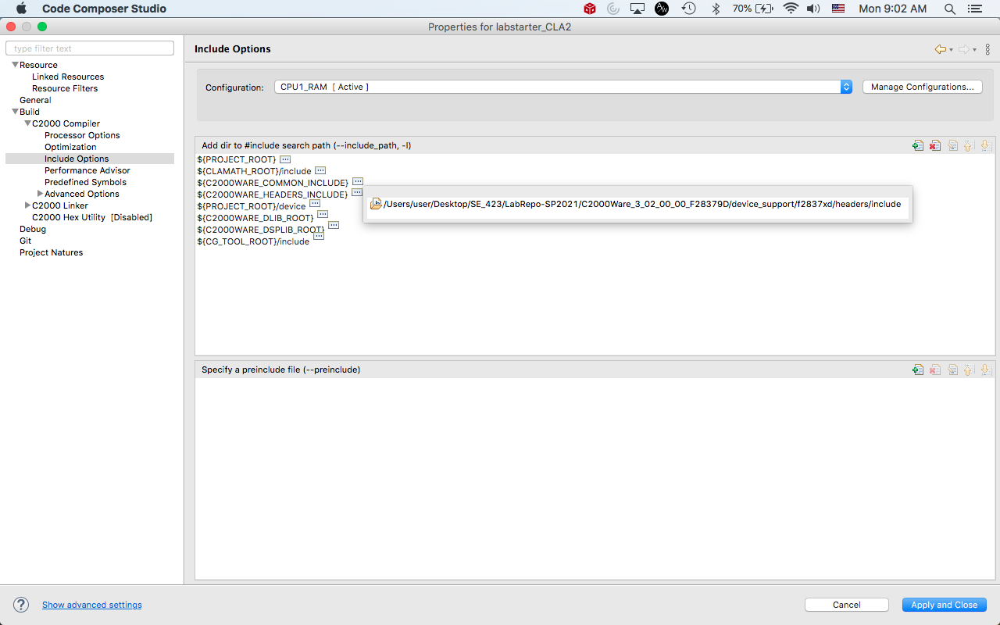 Code Composer Studio
70%
Mon 9:02 AM
Properties for labstarter_CLA2
type filter text
Resource
Linked Resources
Resource Filters
General
Build
C2000 Compiler
Processor Options
Optimization
Include Options
Performance Advisor
Predefined Symbols
Advanced Options
C2000 Linker
C2000 Hex Utility [Disabled]
Debug
Git
Project Natures
Include Options
Configuration:
CPU1_RAM [ Active ]
Manage Configurations...
Add dir to #include search path (--include_path, -I)
${PROJECT_ROOT}
${CLAMATH_ROOT}/include
${C2000WARE_COMMON_INCLUDE}
${C2000WARE_HEADERS_INCLUDE}
/Users/user/Desktop/SE_423/LabRepo-SP2021/C2000Ware_3_02_00_00_F28379D/device_support/f2837xd/headers/include
${PROJECT_ROOT}/device
${C2000WARE_DLIB_ROOT}
${C2000WARE_DSPLIB_ROOT}
${CG_TOOL_ROOT}/include
Specify a preinclude file (--preinclude)
?
Show advanced settings
Cancel
Apply and Close